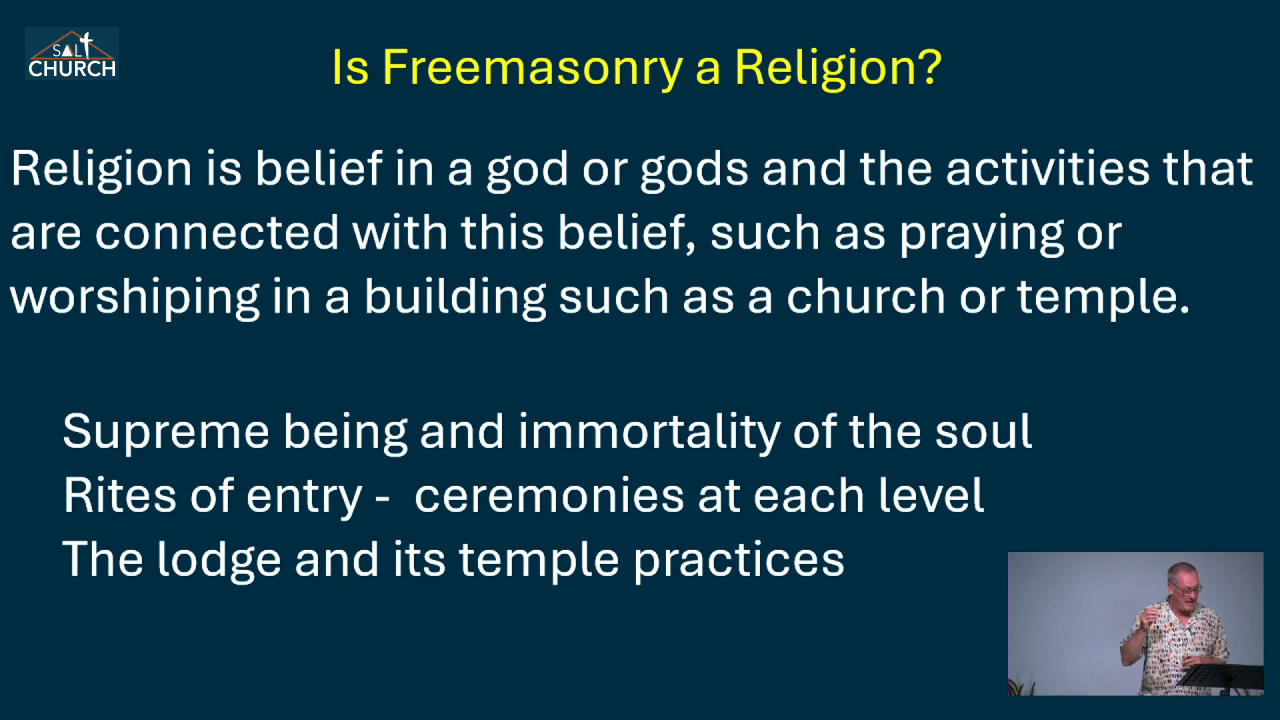 SALT
CHURCH
Is Freemasonry a Religion?
Religion is belief in a god or gods and the activities that
are connected with this belief, such as praying or
worshiping in a building such as a church or temple.
Supreme being and immortality of the soul
Rites of entry -  ceremonies at each level
The lodge and its temple practices